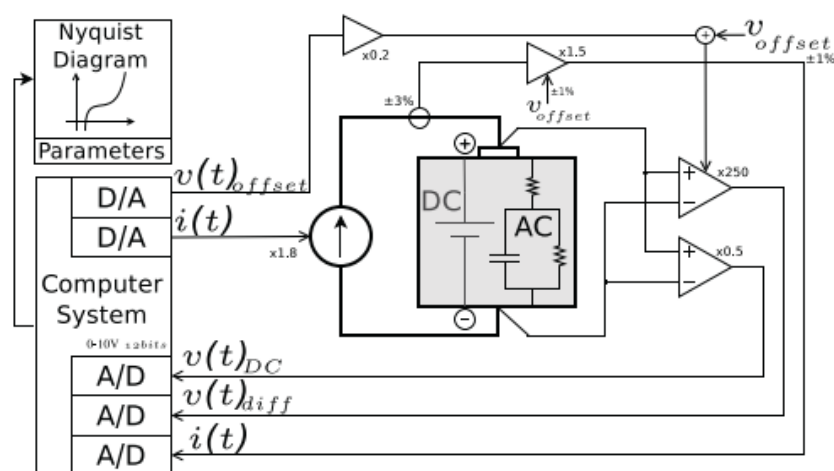 Nyquist
Diagram
Parameters
x0.2
v offset
±1%
x1.5
±1%
v offset
±3%
v(t) offset
D/A
i(t)
D/A
x1.8
+
DC
AC
−
+
x250
−
+
x0.5
−
Computer
System
0-10V 12bits
v(t) DC
A/D
v(t) diff
A/D
i(t)
A/D